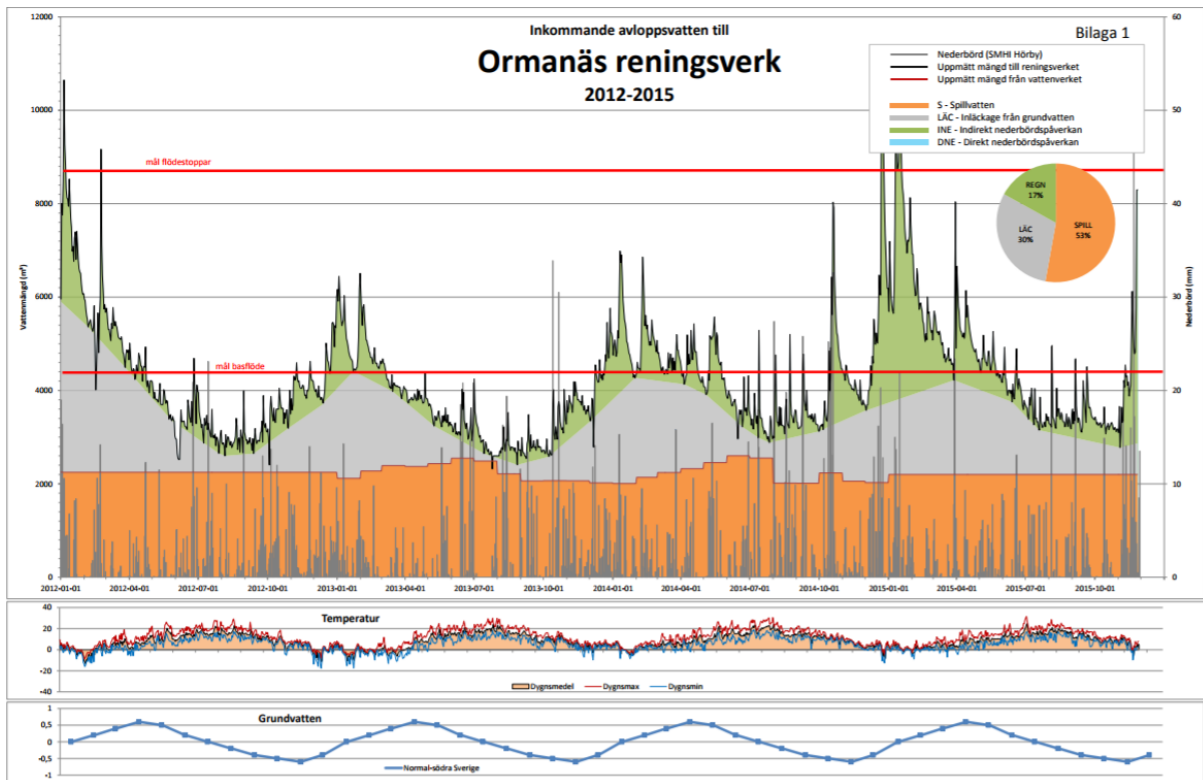 Inkommande avloppsvatten till
Bilaga 1
Ormanäs reningsverk
2012-2015
Nederbörd (SMHI Hörby)
Uppmätt mängd till reningsverket
Uppmätt mängd från vattenverket
S - Spillvatten
LÄC - Inläckage från grundvatten
INE - Indirekt nederbördspåverkan
DNE - Direkt nederbördspåverkan
mål flödestoppar
mål basflöde
REGN
17%
LÄC
30%
SPILL
53%
Vattenmängd (m³)
12000
10000
8000
6000
4000
2000
0
Nederbörd (mm)
60
50
40
30
20
10
0
2012-01-01 2012-04-01 2012-07-01 2012-10-01 2013-01-01 2013-04-01 2013-07-01 2013-10-01 2014-01-01 2014-04-01 2014-07-01 2014-10-01 2015-01-01 2015-04-01 2015-07-01 2015-10-01
Temperatur
40
20
0
-20
-40
Dygnsmedel Dygnsmax Dygnsmin
Grundvatten
1
0,5
0
-0,5
-1
Normal-södra Sverige